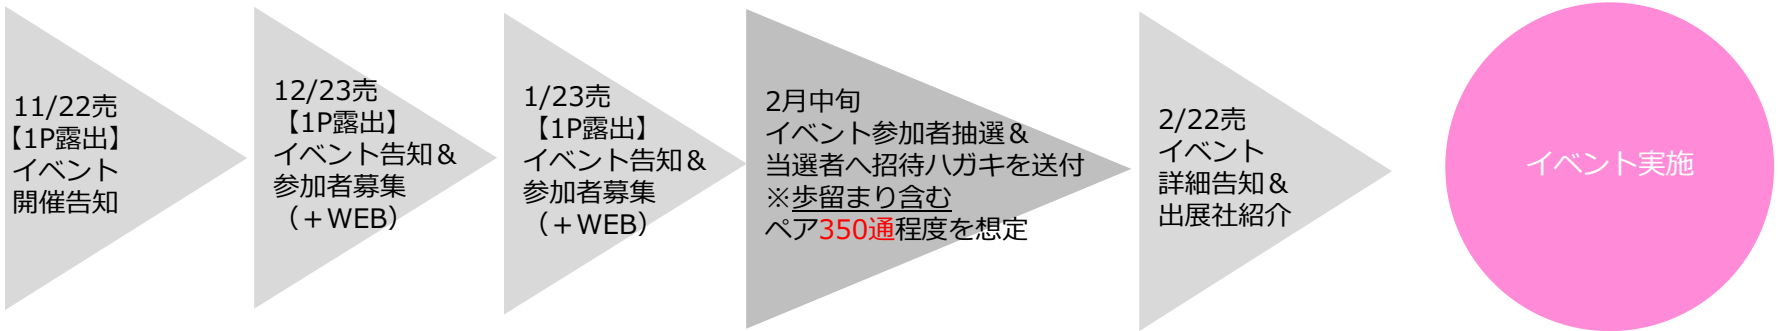 11/22売
【1P露出】
イベント
開催告知
12/23売
【1P露出】
イベント告知＆
参加者募集
（＋WEB）
1/23売
【1P露出】
イベント告知＆
参加者募集
（＋WEB）
2月中旬
イベント参加者抽選＆
当選者へ招待ハガキを送付
※歩留まり含む
ペア350通程度を想定
2/22売
イベント
詳細告知＆
出展社紹介
イベント実施